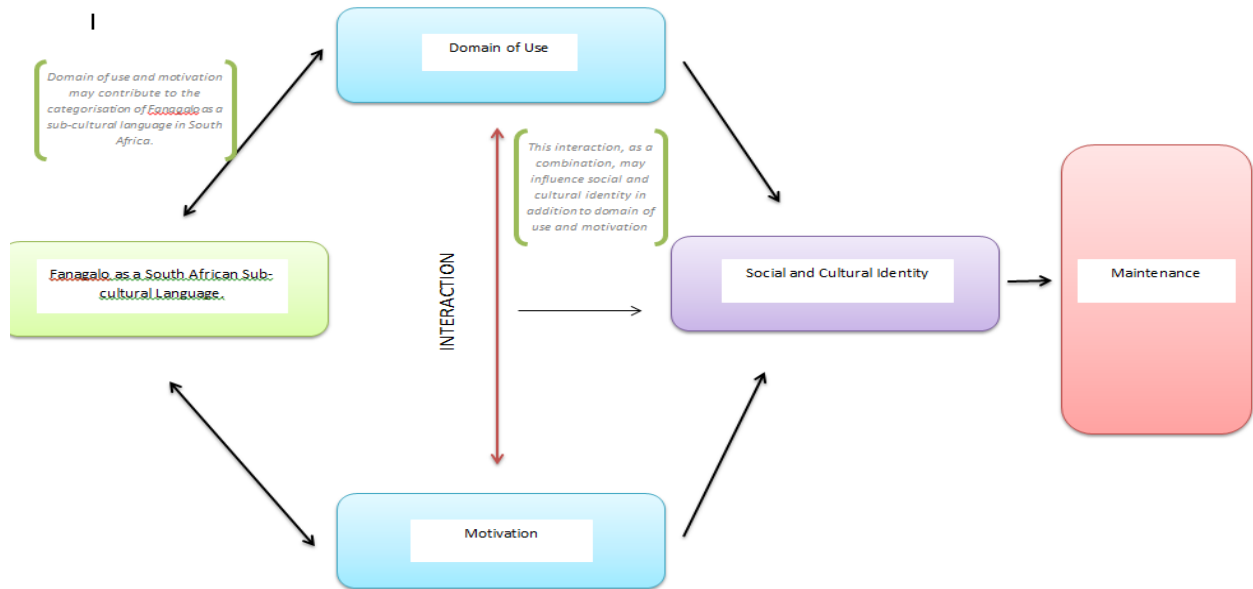 I
Domain of Use
Domain of use and motivation
may contribute to the
categorisation of Fanagalo as a
sub-cultural language in South
Africa.
This interaction, as a
combination, may
influence social and
cultural identity in
addition to domain of
use and motivation
Fanagalo as a South African Sub-
cultural Language.
INTERACTION
Social and Cultural Identity
Maintenance
Motivation